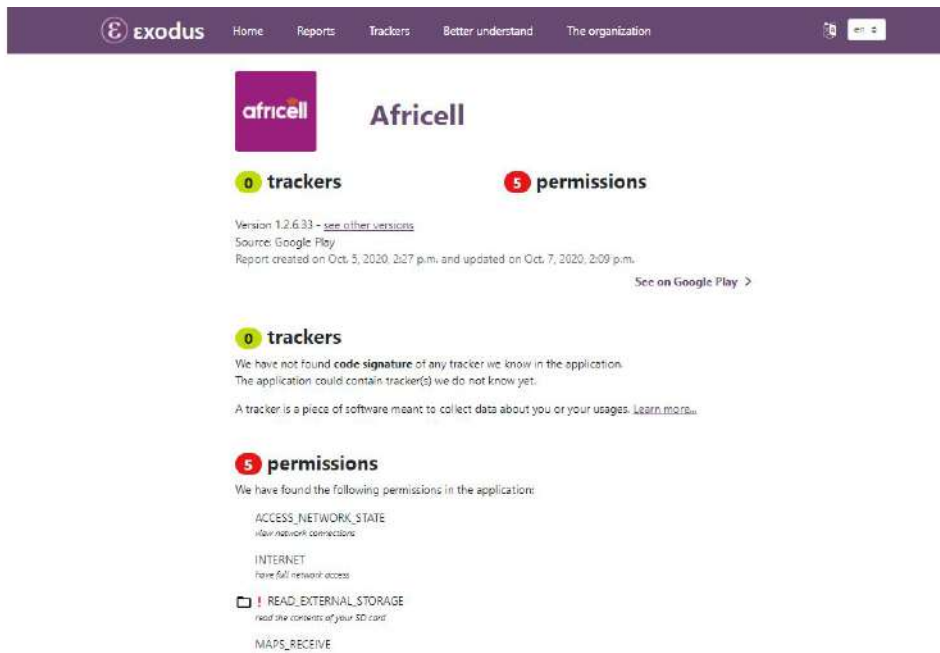 εxodus Home Reports Trackers Better understand The organization en
africell
Africell
0 trackers 5 permissions
Version 1.2.6.33 - see other versions
Source: Google Play
Report created on Oct. 5, 2020, 2:27 p.m. and updated on Oct. 7, 2020, 2:09 p.m.
See on Google Play >
0 trackers
We have not found code signature of any tracker we know in the application.
The application could contain tracker(s) we do not know yet.
A tracker is a piece of software meant to collect data about you or your usages. Learn more...
5 permissions
We have found the following permissions in the application:
ACCESS_NETWORK_STATE
view network connections
INTERNET
have full network access
! READ_EXTERNAL_STORAGE
read the contents of your SD card
MAPS_RECEIVE